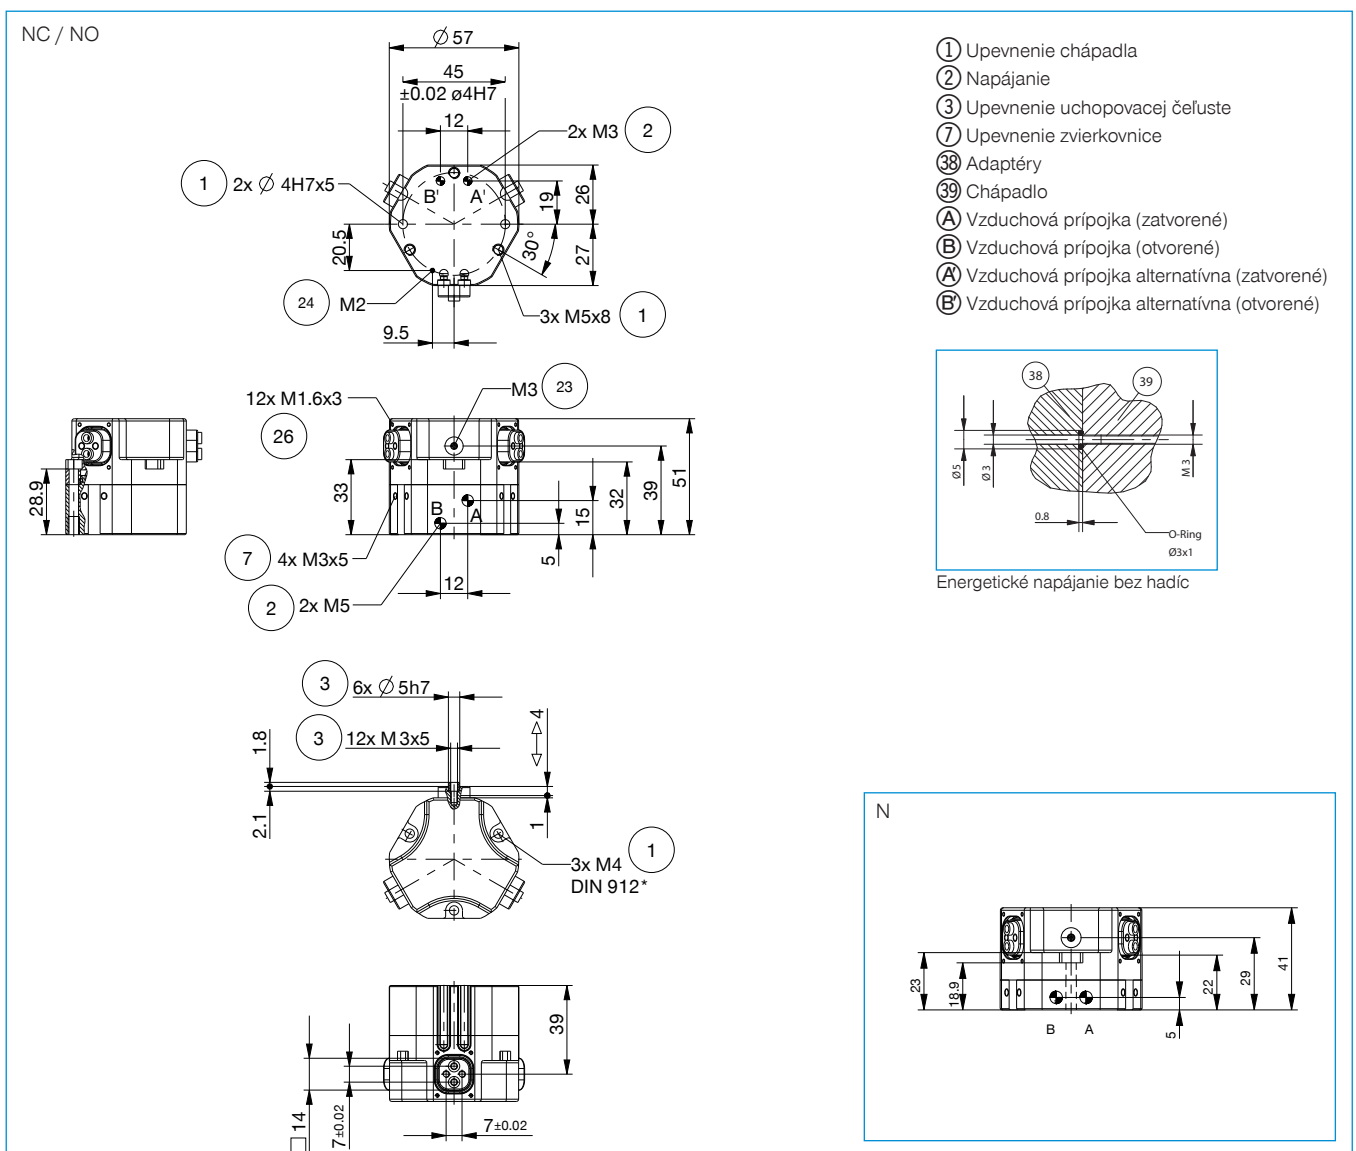 NC / NO
Ø 57
45
±0.02 ø4H7
12
2x M3 2
1 2x Ø 4H7x5
B' A'
19
26
20.5
30°
27
24 M2
3x M5x8 1
9.5
1 Upevnenie chápadla
2 Napájanie
3 Upevnenie uchopovacej čeľuste
7 Upevnenie zvierkovnice
38 Adaptéry
39 Chápadlo
A Vzduchová prípojka (zatvorené)
B Vzduchová prípojka (otvorené)
A' Vzduchová prípojka alternatívna (zatvorené)
B' Vzduchová prípojka alternatívna (otvorené)
38
39
Ø5
Ø3
M3
0.8
O-Ring
Ø3x1
Energetické napájanie bez hadíc
12x M1.6x3
26
M3 23
28.9
33
B
A
15
32
39
51
5
7 4x M3x5
12
2 2x M5
3 6x Ø 5h7
3 12x M3x5
4
1.8
2.1
1
3x M4 1
DIN 912*
39
□ 14
7±0.02
7±0.02
N
23
18.9
B A
5
22
29
41